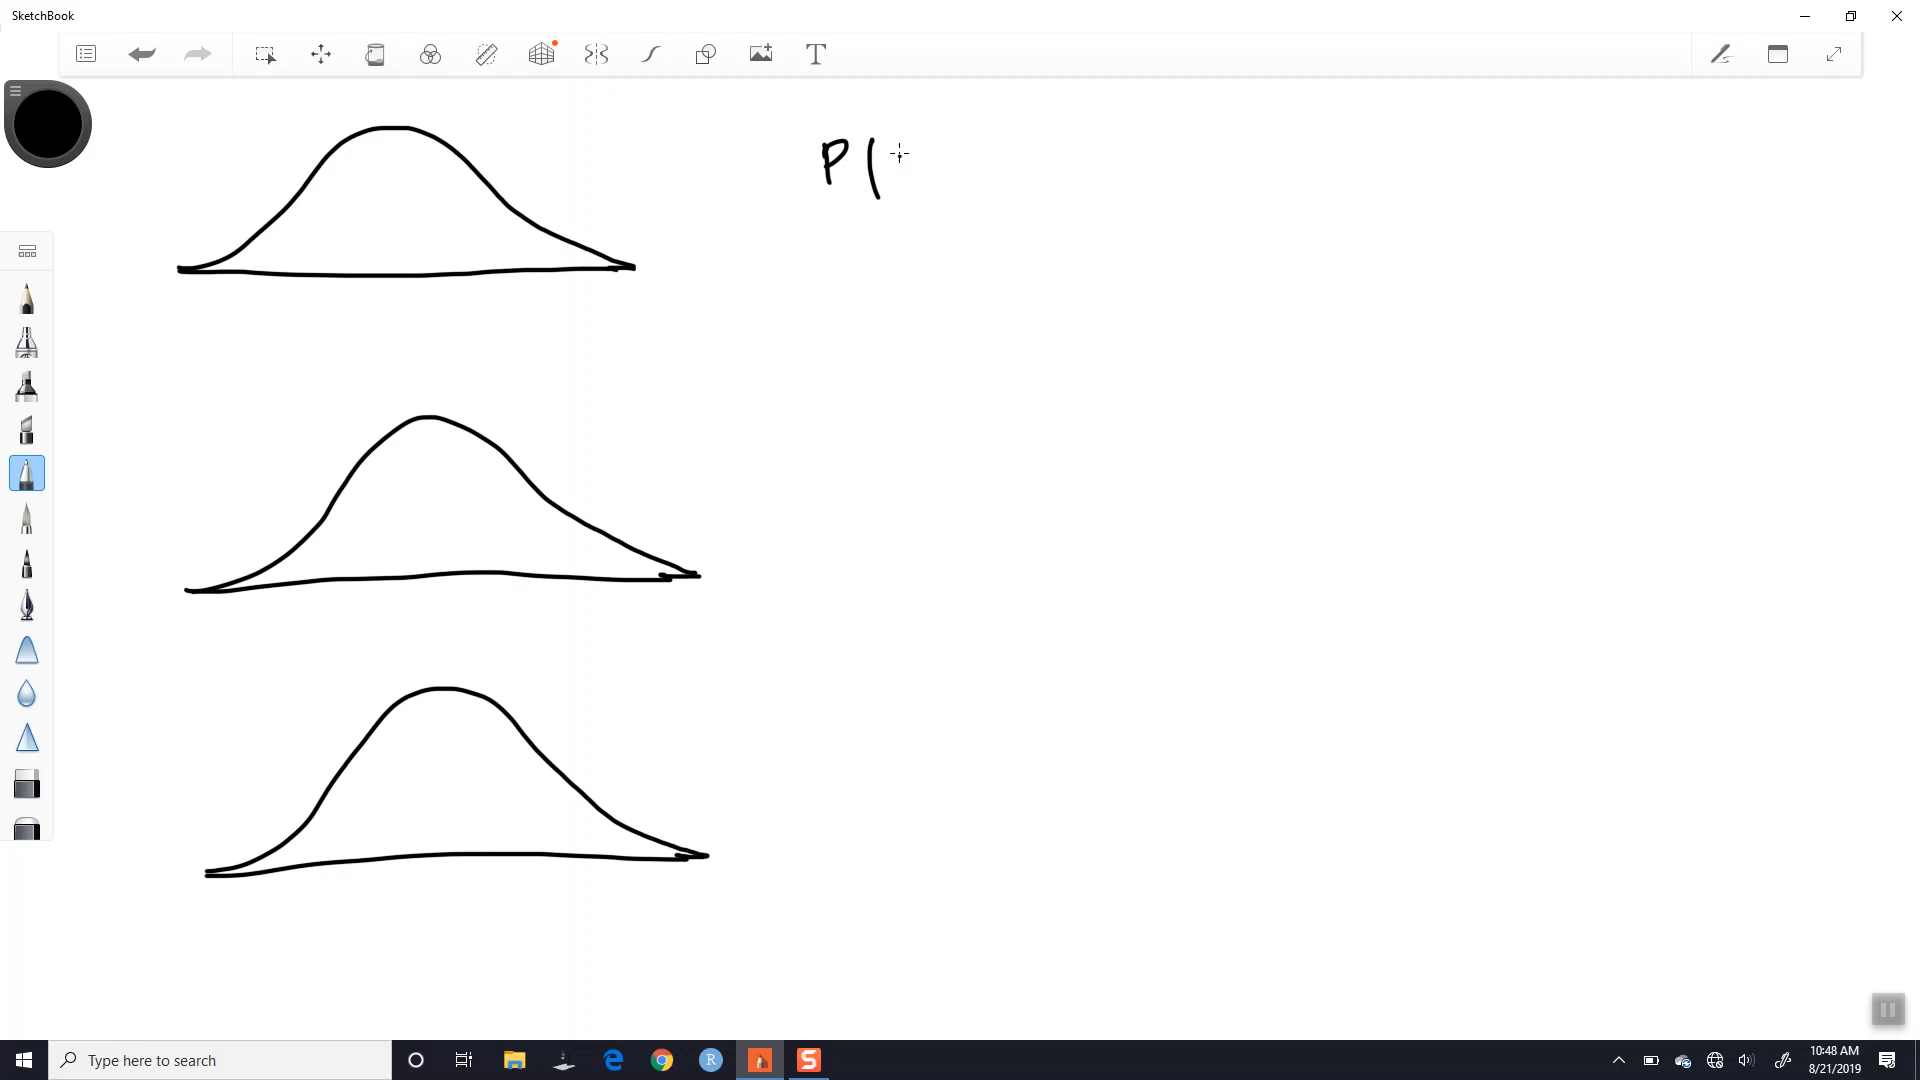 SketchBook
T
P (
Type here to search
R
S
10:48 AM
8/21/2019